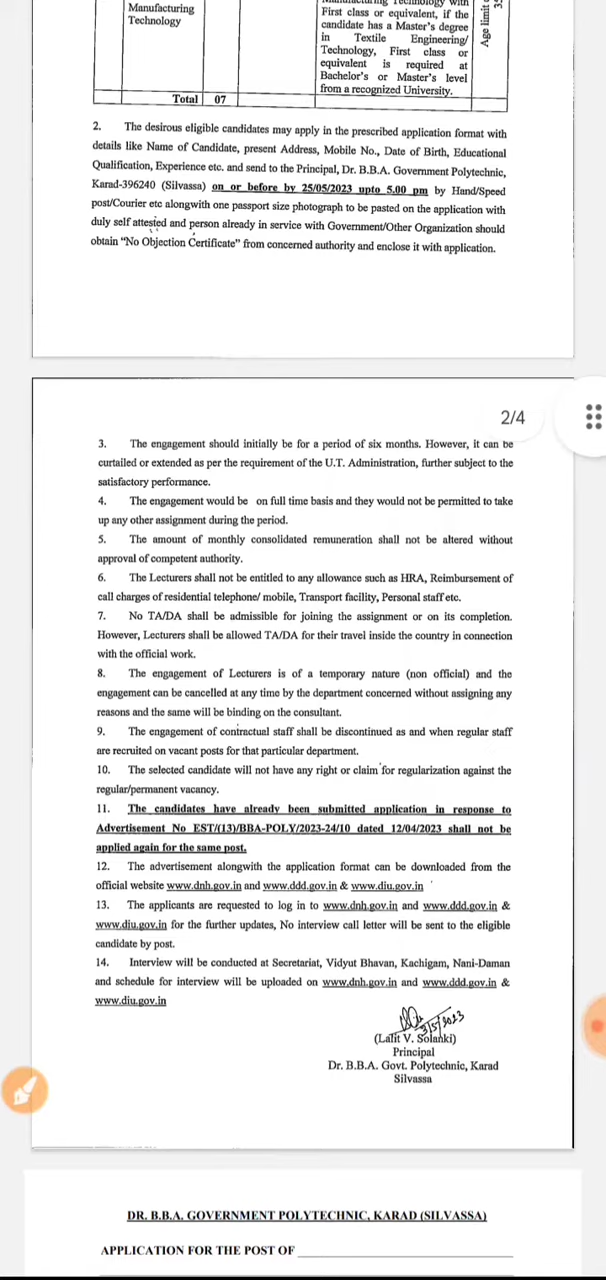 Manufacturing
Technology
Manufacturing Technology with
First class or equivalent, if the
candidate has a Master's degree
in Textile Engineering/
Technology, First class or
equivalent is required at
Bachelor's or Master's level
from a recognized University.
Age limit
Total 07
2. The desirous eligible candidates may apply in the prescribed application format with
details like Name of Candidate, present Address, Mobile No., Date of Birth, Educational
Qualification, Experience etc. and send to the Principal, Dr. B.B.A. Government Polytechnic,
Karad-396240 (Silvassa) on or before by 25/05/2023 upto 5.00 pm by Hand/Speed
post/Courier etc alongwith one passport size photograph to be pasted on the application with
duly self attested and person already in service with Government/Other Organization should
obtain "No Objection Certificate" from concerned authority and enclose it with application.
2/4
3. The engagement should initially be for a period of six months. However, it can be
curtailed or extended as per the requirement of the U.T. Administration, further subject to the
satisfactory performance.
4. The engagement would be on full time basis and they would not be permitted to take
up any other assignment during the period.
5. The amount of monthly consolidated remuneration shall not be altered without
approval of competent authority.
6. The Lecturers shall not be entitled to any allowance such as HRA, Reimbursement of
call charges of residential telephone/ mobile, Transport facility, Personal staff etc.
7. No TA/DA shall be admissible for joining the assignment or on its completion.
However, Lecturers shall be allowed TA/DA for their travel inside the country in connection
with the official work.
8. The engagement of Lecturers is of a temporary nature (non official) and the
engagement can be cancelled at any time by the department concerned without assigning any
reasons and the same will be binding on the consultant.
9. The engagement of contractual staff shall be discontinued as and when regular staff
are recruited on vacant posts for that particular department.
10. The selected candidate will not have any right or claim for regularization against the
regular/permanent vacancy.
11. The candidates have already been submitted application in response to
Advertisement No EST/(13)/BBA-POLY/2023-24/10 dated 12/04/2023 shall not be
applied again for the same post.
12. The advertisement alongwith the application format can be downloaded from the
official website www.dnh.gov.in and www.ddd.gov.in & www.diu.gov.in
13. The applicants are requested to log in to www.dnh.gov.in and www.ddd.gov.in &
www.diu.gov.in for the further updates, No interview call letter will be sent to the eligible
candidate by post.
14. Interview will be conducted at Secretariat, Vidyut Bhavan, Kachigam, Nani-Daman
and schedule for interview will be uploaded on www.dnh.gov.in and www.ddd.gov.in &
www.diu.gov.in
3/5/2023
(Lalit V. Solanki)
Principal
Dr. B.B.A. Govt. Polytechnic, Karad
Silvassa
DR. B.B.A. GOVERNMENT POLYTECHNIC, KARAD (SILVASSA)
APPLICATION FOR THE POST OF